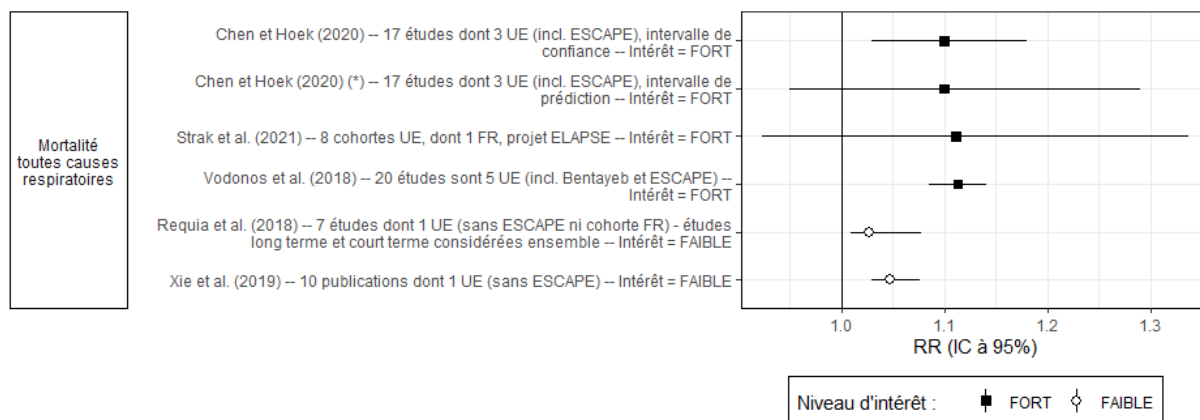 Chen et Hoek (2020) -- 17 études dont 3 UE (incl. ESCAPE), intervalle de
confiance -- Intérêt = FORT
Chen et Hoek (2020) (*) -- 17 études dont 3 UE (incl. ESCAPE), intervalle de
prédiction -- Intérêt = FORT
Mortalité
toutes causes
respiratoires
Strak et al. (2021) -- 8 cohortes UE, dont 1 FR, projet ELAPSE -- Intérêt = FORT
Vodonos et al. (2018) -- 20 études sont 5 UE (incl. Bentayeb et ESCAPE) --
Intérêt = FORT
Requia et al. (2018) -- 7 études dont 1 UE (sans ESCAPE ni cohorte FR) - études
long terme et court terme considérées ensemble -- Intérêt = FAIBLE
Xie et al. (2019) -- 10 publications dont 1 UE (sans ESCAPE) -- Intérêt = FAIBLE
1.0 1.1 1.2 1.3
RR (IC à 95%)
Niveau d'intérêt : FORT FAIBLE